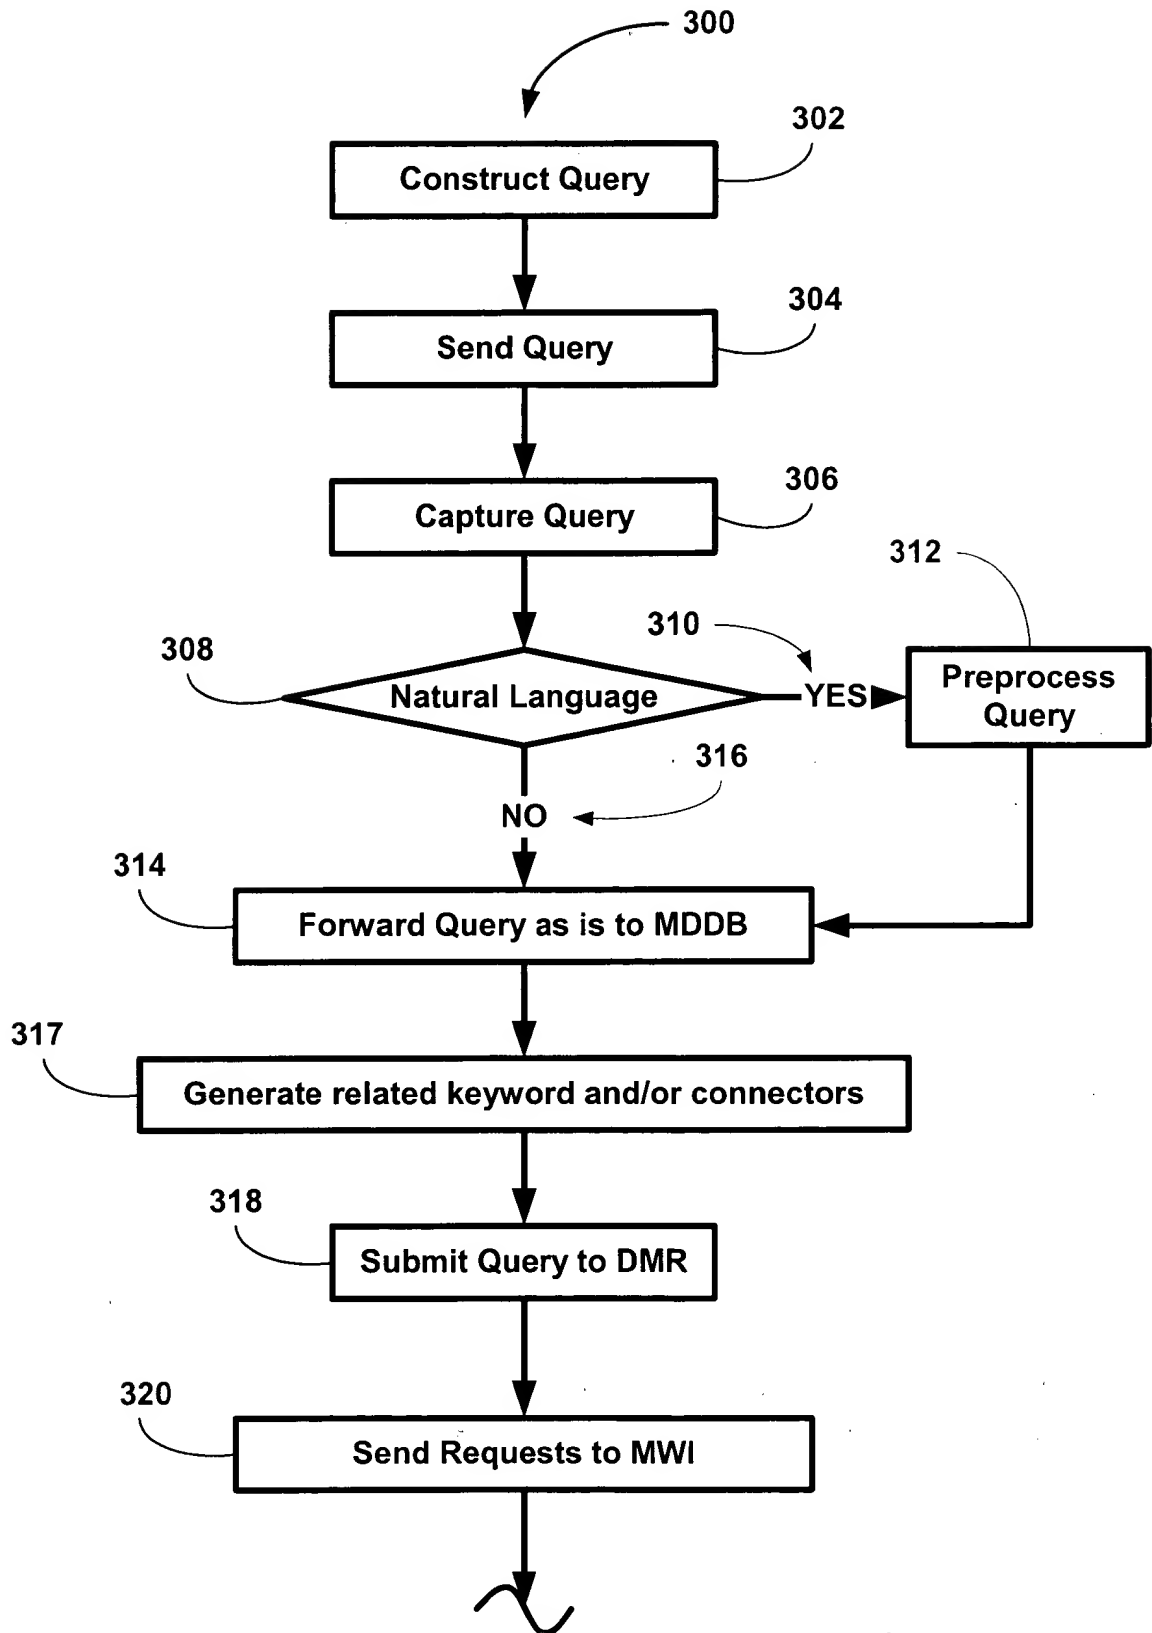 300
302
Construct Query
304
Send Query
306
Capture Query
312
310
308
Natural Language
YES
Preprocess
Query
316
NO
314
Forward Query as is to MDDB
317
Generate related keyword and/or connectors
318
Submit Query to DMR
320
Send Requests to MWI